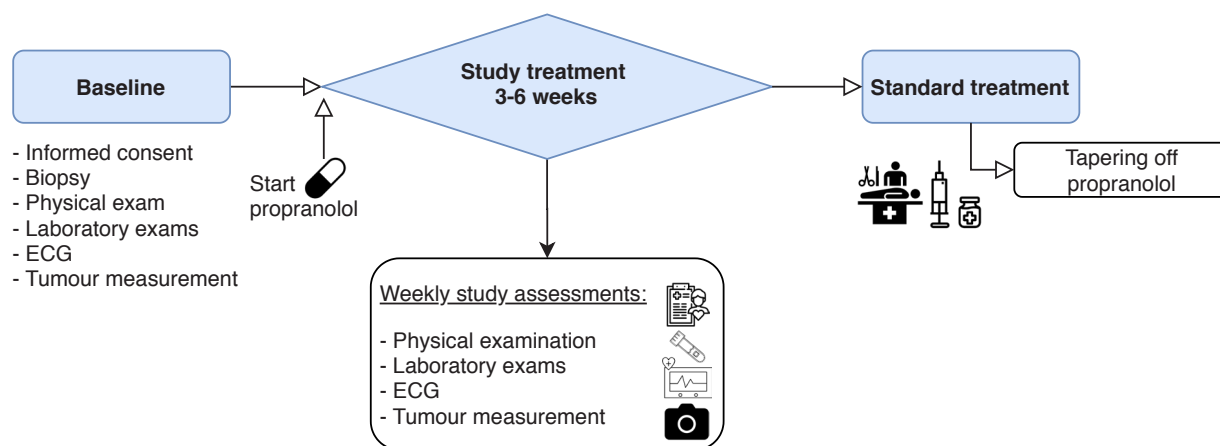 Baseline
- Informed consent
- Biopsy
- Physical exam
- Laboratory exams
- ECG
- Tumour measurement
Start
propranolol
Study treatment
3-6 weeks
Weekly study assessments:
- Physical examination
- Laboratory exams
- ECG
- Tumour measurement
Standard treatment
Tapering off
propranolol